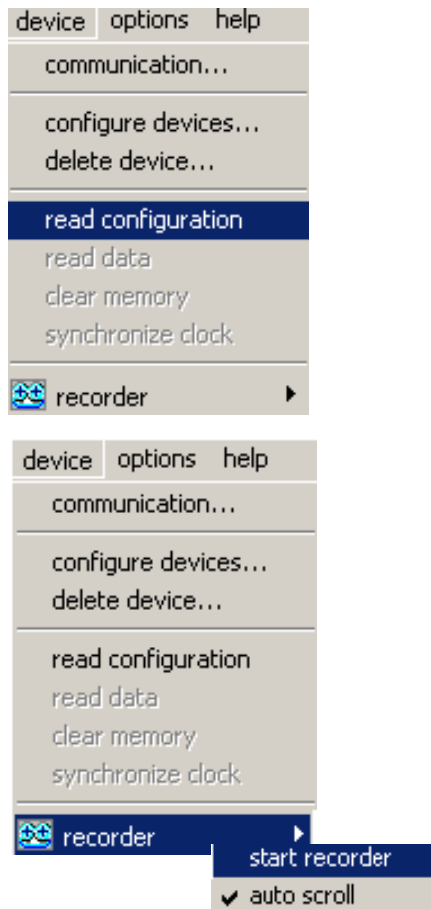 device options help
communication...
configure devices...
delete device...
read configuration
read data
clear memory
synchronize clock
recorder
device options help
communication...
configure devices...
delete device...
read configuration
read data
clear memory
synchronize clock
recorder
start recorder
auto scroll